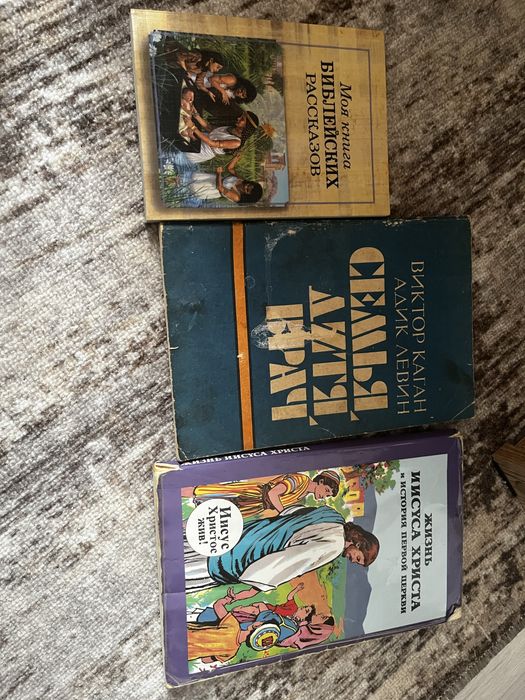 Моя книга
БИБЛЕЙСКИХ
РАССКАЗОВ
ВИКТОР КАГАН
АДИК ЛЕВИН
СЕМЬЯ
ДИТЯ
ВРАЧ
ЖИЗНЬ ИИСУСА ХРИСТА
ЖИЗНЬ
ИИСУСА ХРИСТА
И ИСТОРИЯ ПЕРВОЙ ЦЕРКВИ
Иисус
Христос
жив!